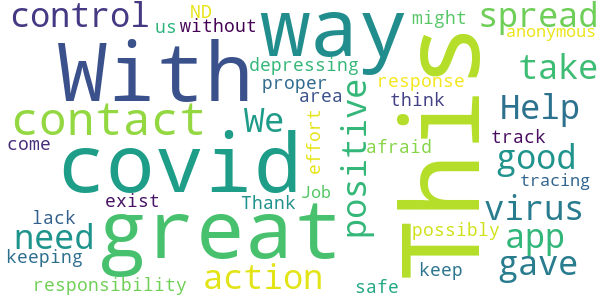 control
ND
us
without
way
might
spread
anonymous
With
depressing
This
take
proper
response
area
think
Help
contact
We
positive
effort
track
come
covid
afraid
good
tracing
exist
Thank
Job
virus
lack
great
need
possibly
app
keeping
gave
action
keep
responsibility
safe